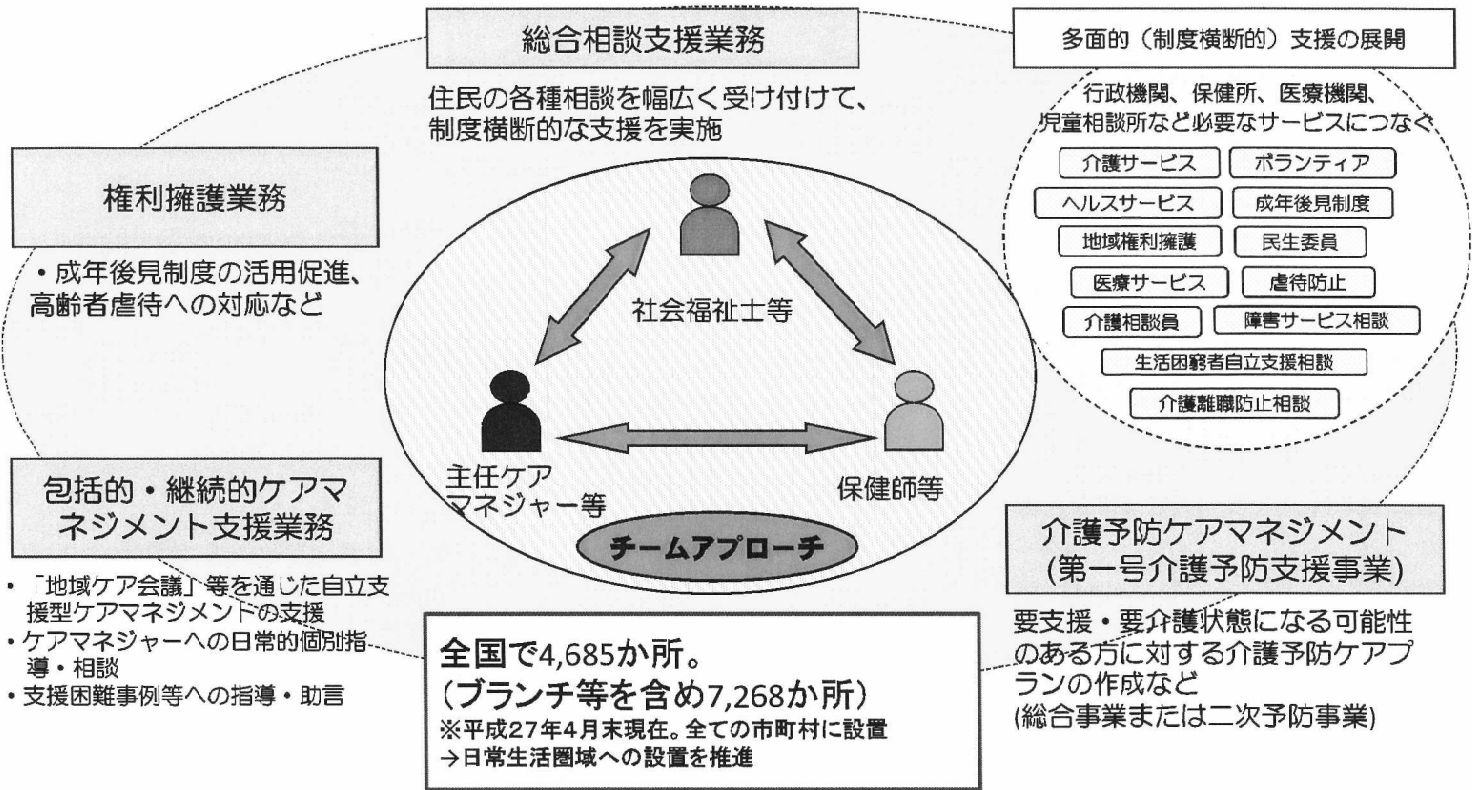 総合相談支援業務
住民の各種相談を幅広く受け付けて、
制度横断的な支援を実施
多面的（制度横断的）支援の展開
行政機関、保健所、医療機関、
児童相談所など必要なサービスにつなぐ
介護サービス
ボランティア
ヘルスサービス
成年後見制度
地域権利擁護
民生委員
医療サービス
虐待防止
介護相談員
障害サービス相談
生活困窮者自立支援相談
介護離職防止相談
権利擁護業務
・成年後見制度の活用促進、
高齢者虐待への対応など
社会福祉士等
主任ケア
マネジャー等
保健師等
チームアプローチ
包括的・継続的ケアマ
ネジメント支援業務
・「地域ケア会議」等を通じた自立支
援型ケアマネジメントの支援
・ケアマネジャーへの日常的個別指
導・相談
・支援困難事例等への指導・助言
全国で4,685か所。
（ブランチ等を含め7,268か所）
※平成27年4月末現在。全ての市町村に設置
→日常生活圏域への設置を推進
介護予防ケアマネジメント
(第一号介護予防支援事業)
要支援・要介護状態になる可能性
のある方に対する介護予防ケアプ
ランの作成など
(総合事業または二次予防事業)